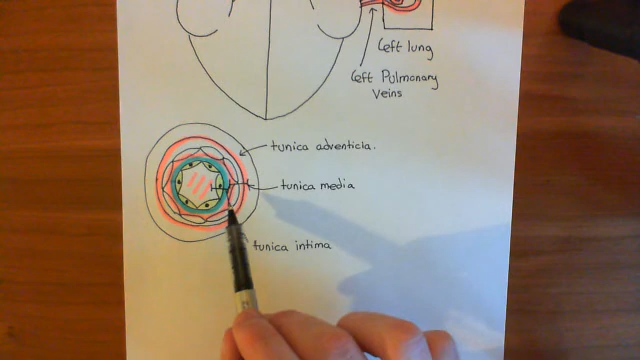 Left lung
Left Pulmonary
Veins
tunica adventicia.
tunica media
tunica intima